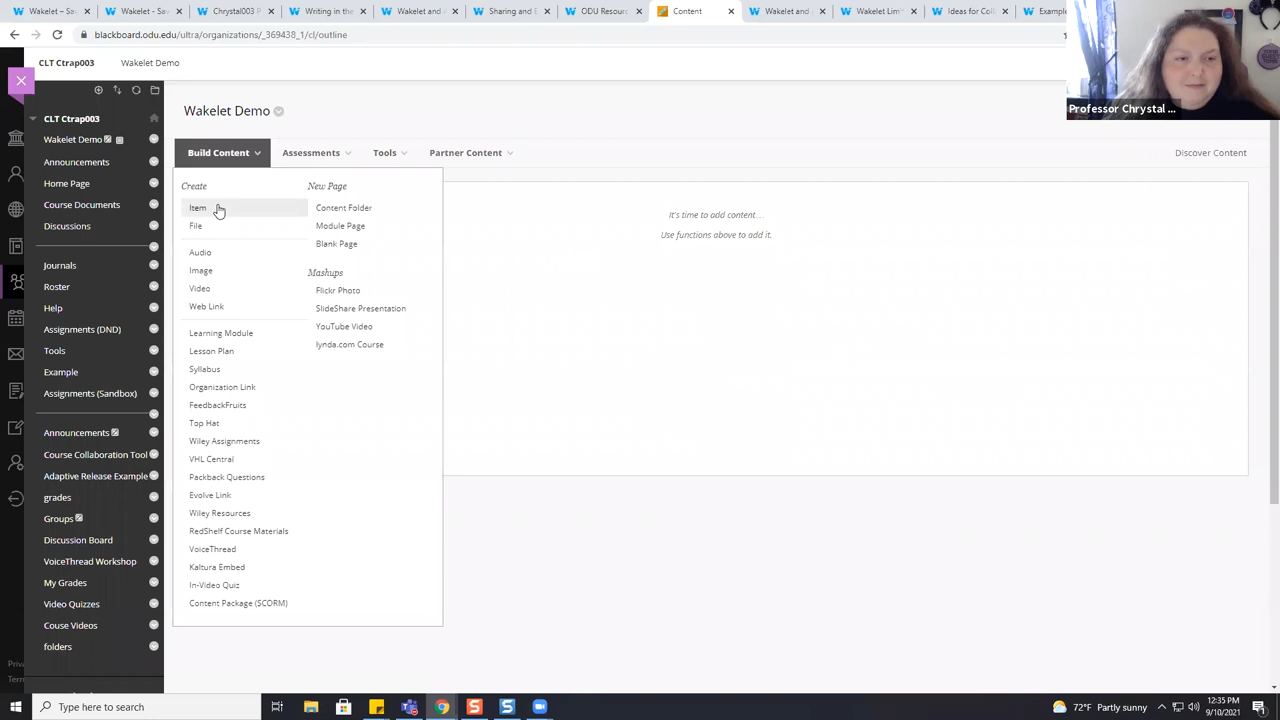 Wakelet - Sav
Wakelet - Sav
Chrystal003 P
Writing in the
Wakelet and A
Sharing and E
ODU Resourc
Content
Wakelet and
Wakelet Limi
Ideas for Coll
Example
blackboard.odu.edu/ultra/organizations/_369438_1/cl/outline
CLT Ctrap003
Wakelet Demo
Professor Chrystal ...
CLT Ctrap003
Wakelet Demo
Announcements
Home Page
Course Documents
Discussions
Journals
Roster
Help
Assignments (DND)
Tools
Example
Assignments (Sandbox)
Announcements
Course Collaboration Tool
Adaptive Release Example
grades
Groups
Discussion Board
VoiceThread Workshop
My Grades
Video Quizzes
Couse Videos
folders
Priva
Term
Wakelet Demo
Build Content
Assessments
Tools
Partner Content
Discover Content
Create
Item
File
Audio
Image
Video
Web Link
Learning Module
Lesson Plan
Syllabus
Organization Link
FeedbackFruits
Top Hat
Wiley Assignments
VHL Central
Packback Questions
Evolve Link
Wiley Resources
RedShelf Course Materials
VoiceThread
Kaltura Embed
In-Video Quiz
Content Package (SCORM)
New Page
Content Folder
Module Page
Blank Page
Mashups
Flickr Photo
SlideShare Presentation
YouTube Video
lynda.com Course
It's time to add content...
Use functions above to add it.
Type here to search
72°F Partly sunny
12:35 PM
9/10/2021